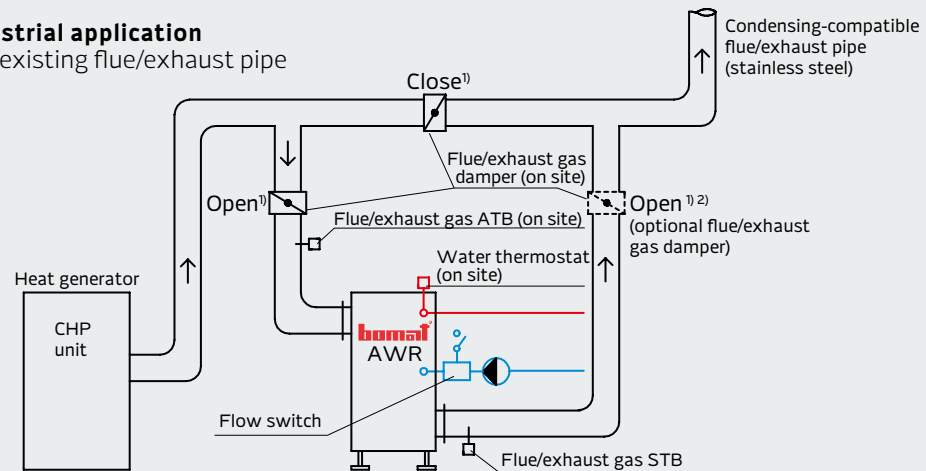 strial application
existing flue/exhaust pipe
Condensing-compatible
flue/exhaust pipe
(stainless steel)
Close¹⁾
Flue/exhaust gas
damper (on site)
Open¹⁾
Open ¹⁾ ²⁾
(optional flue/exhaust
gas damper)
Flue/exhaust gas ATB (on site)
Water thermostat
(on site)
Heat generator
CHP
unit
bomat
AWR
Flow switch
Flue/exhaust gas STB